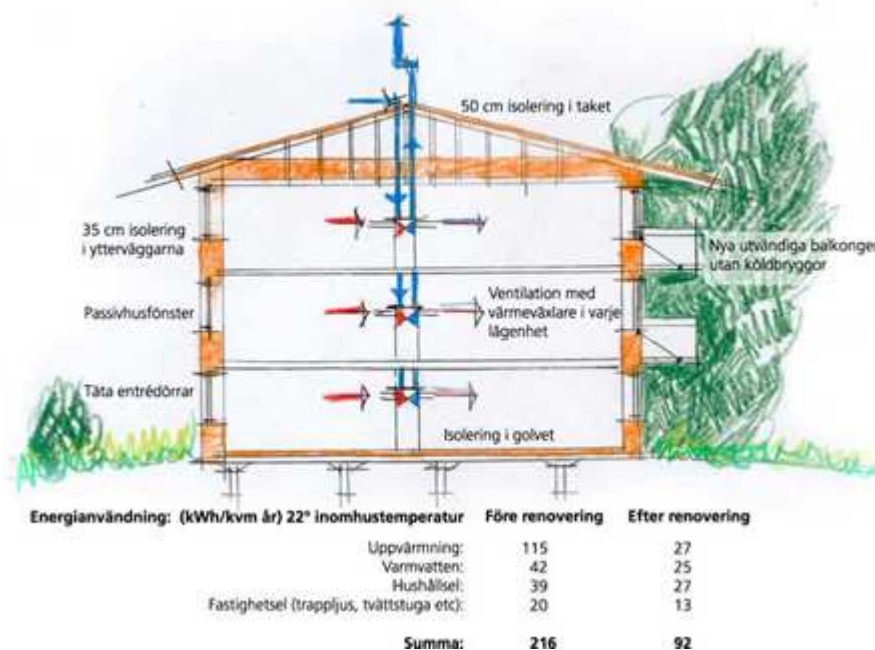 50 cm isolering i taket
35 cm isolering
i ytterväggarna
Nya utvändiga balkonger
utan köldbryggor
Passivhusfönster
Ventilation med
värmeväxlare i varje
lägenhet
Täta entrédörrar
Isolering i golvet
Energianvändning: (kWh/kvm år) 22° inomhustemperatur Före renovering Efter renovering
Uppvärmning: 115 27
Varmvatten: 42 25
Hushållsel: 39 27
Fastighetsel (trappljus, tvättstuga etc): 20 13
Summa: 216 92